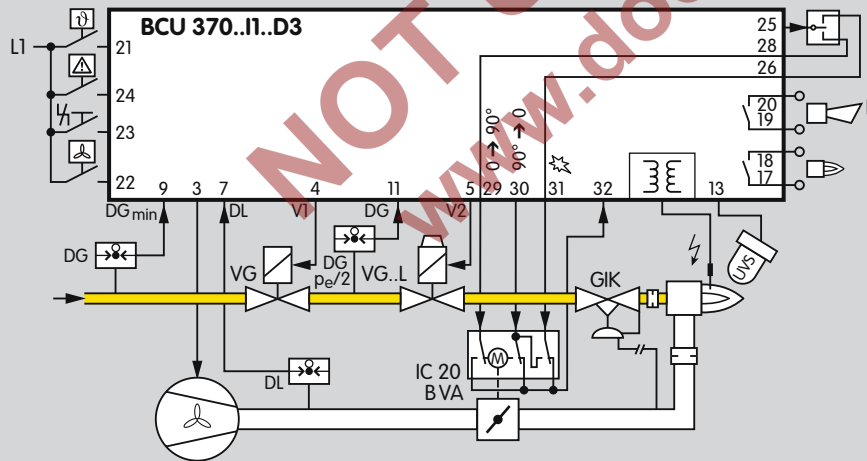 BCU 370..I1..D3
L1
ϑ
21
24
23
22
25
28
26
20
19
18
17
NOT
www.doc
0 → 90°
90° → 0
9
3
7
4
11
5
29
30
31
32
13
DGmin
DL
V1
DG
V2
DG
VG
DG
pe/2
VG..L
GIK
UVS
M
IC 20
BVA
DL